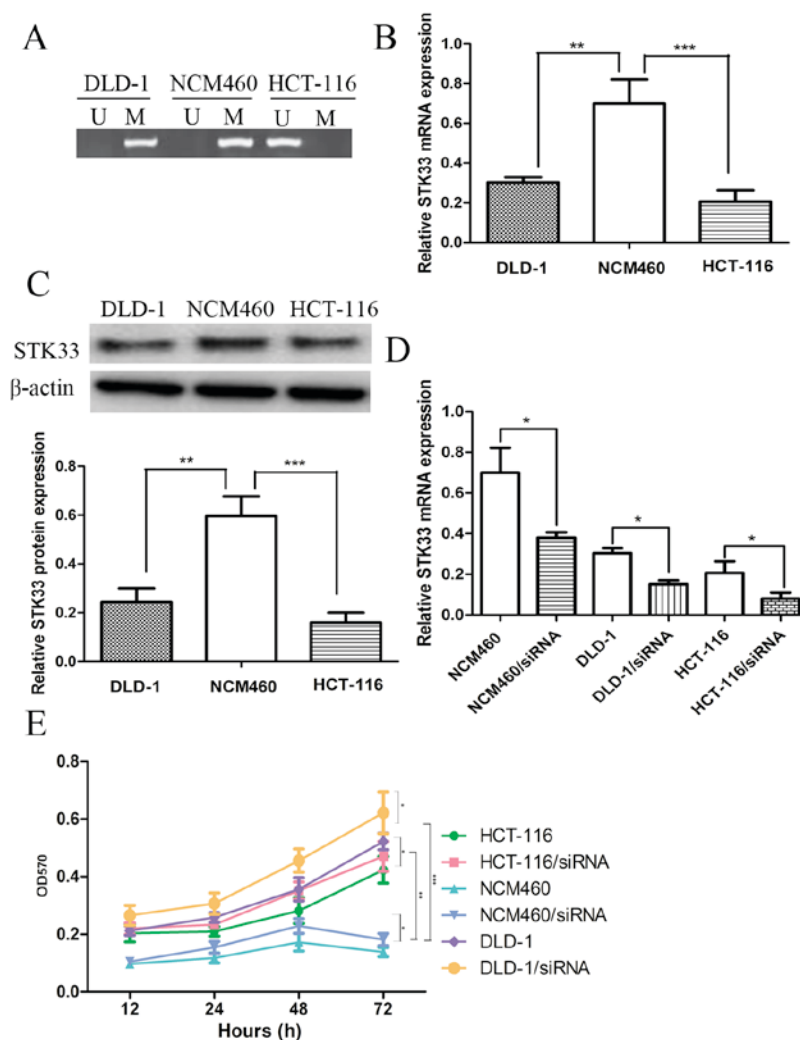 A
DLD-1 NCM460 HCT-116
U M U M U M
B
Relative STK33 mRNA expression
1.0
0.8
0.6
0.4
0.2
0.0
** ***
DLD-1 NCM460 HCT-116
C
DLD-1 NCM460 HCT-116
STK33
β-actin
Relative STK33 protein expression
0.8
0.6
0.4
0.2
0.0
** ***
DLD-1 NCM460 HCT-116
D
Relative STK33 mRNA expression
1.0
0.8
0.6
0.4
0.2
0.0
* * *
NCM460
NCM460/siRNA
DLD-1
DLD-1/siRNA
HCT-116
HCT-116/siRNA
E
OD570
0.8
0.6
0.4
0.2
0.0
12 24 48 72
Hours (h)
*
*
*
**
***
HCT-116
HCT-116/siRNA
NCM460
NCM460/siRNA
DLD-1
DLD-1/siRNA